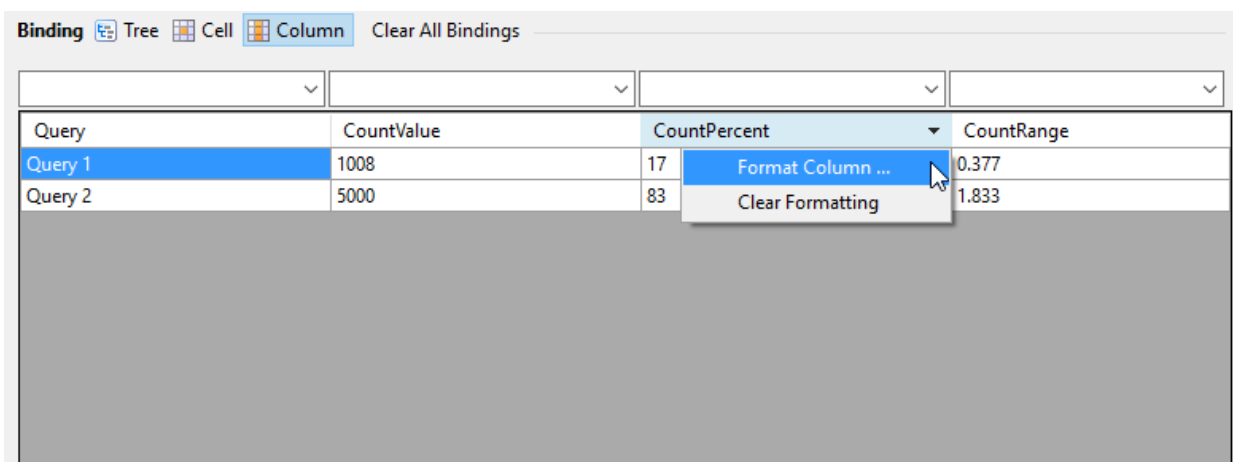 Binding Tree Cell Column Clear All Bindings
Query CountValue CountPercent CountRange
Query 1 1008 17 Format Column ... 0.377
Query 2 5000 83 Clear Formatting 1.833